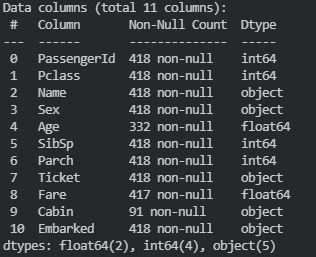 Data columns (total 11 columns):
 #   Column       Non-Null Count  Dtype
---  ------       --------------  -----
 0   PassengerId  418 non-null    int64
 1   Pclass       418 non-null    int64
 2   Name         418 non-null    object
 3   Sex          418 non-null    object
 4   Age          332 non-null    float64
 5   SibSp        418 non-null    int64
 6   Parch        418 non-null    int64
 7   Ticket       418 non-null    object
 8   Fare         417 non-null    float64
 9   Cabin        91 non-null     object
 10  Embarked     418 non-null    object
dtypes: float64(2), int64(4), object(5)